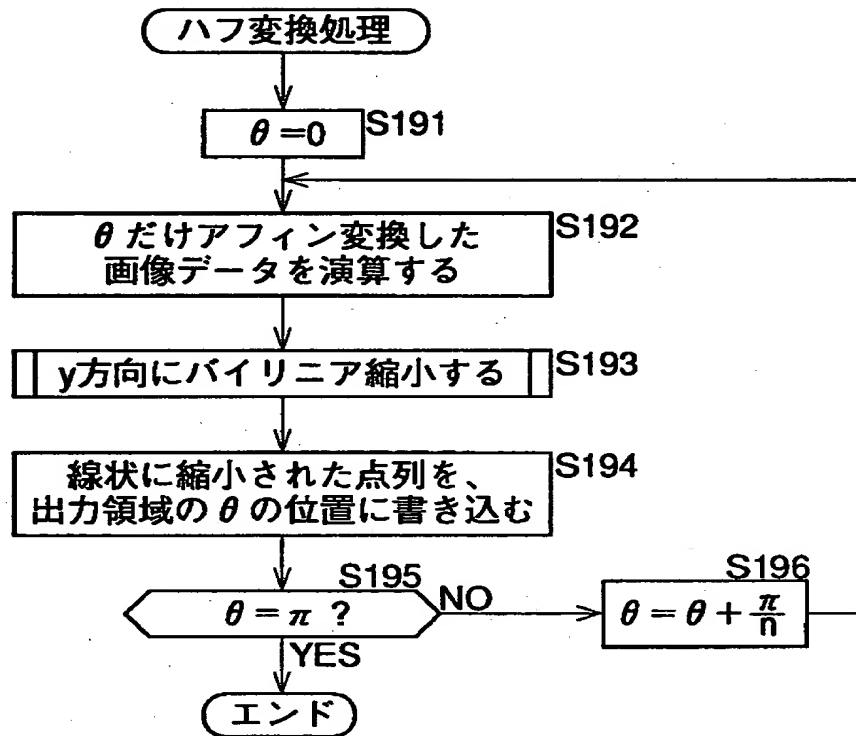 ハフ変換処理
θ=0
S191
θだけアフィン変換した
画像データを演算する
S192
y方向にバイリニア縮小する
S193
線状に縮小された点列を、
出力領域のθの位置に書き込む
S194
S195
θ=π ?
NO
YES
S196
θ=θ+π/n
エンド